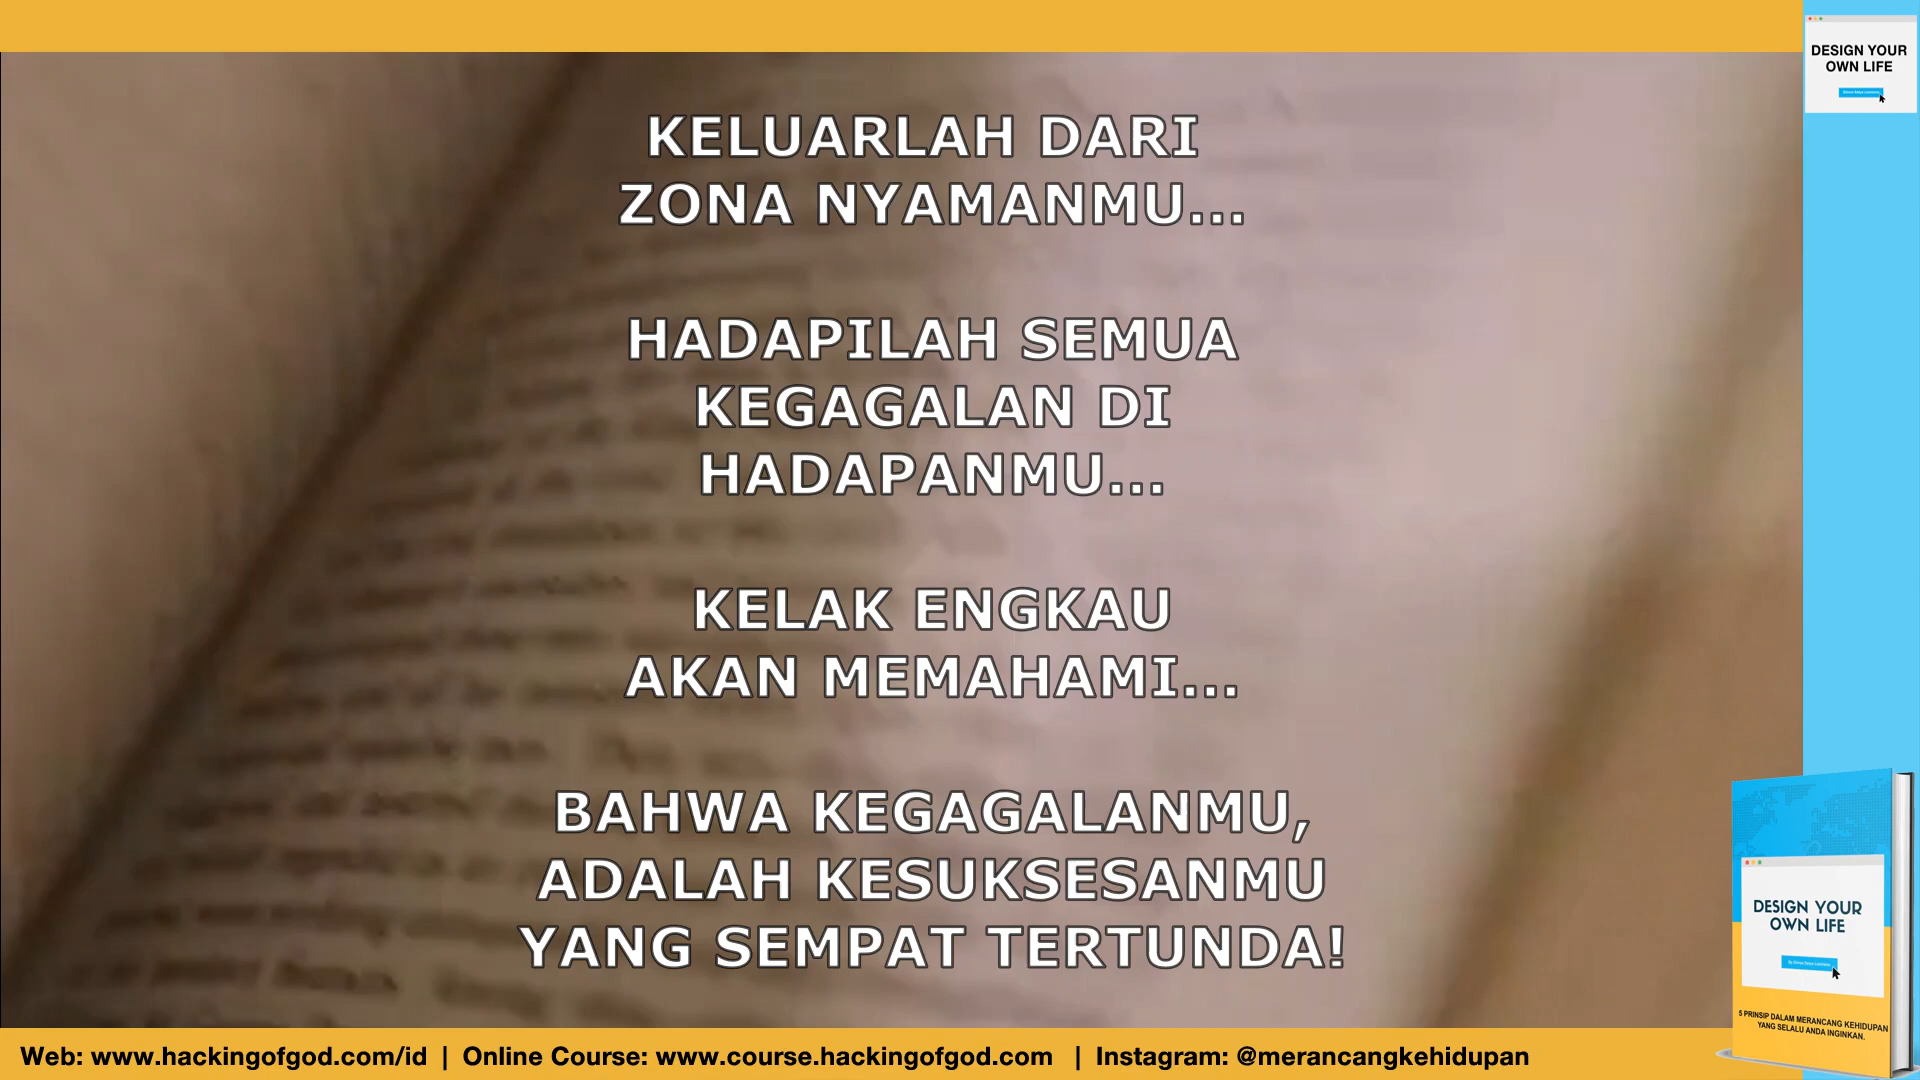 DESIGN YOUR
OWN LIFE
KELUARLAH DARI
ZONA NYAMANMU...
HADAPILAH SEMUA
KEGAGALAN DI
HADAPANMU...
KELAK ENGKAU
AKAN MEMAHAMI...
BAHWA KEGAGALANMU,
ADALAH KESUKSESANMU
YANG SEMPAT TERTUNDA!
DESIGN YOUR
OWN LIFE
5 PRINSIP DALAM MERANCANG KEHIDUPAN
YANG SELALU ANDA INGINKAN.
Web: www.hackingofgod.com/id | Online Course: www.course.hackingofgod.com | Instagram: @merancangkehidupan